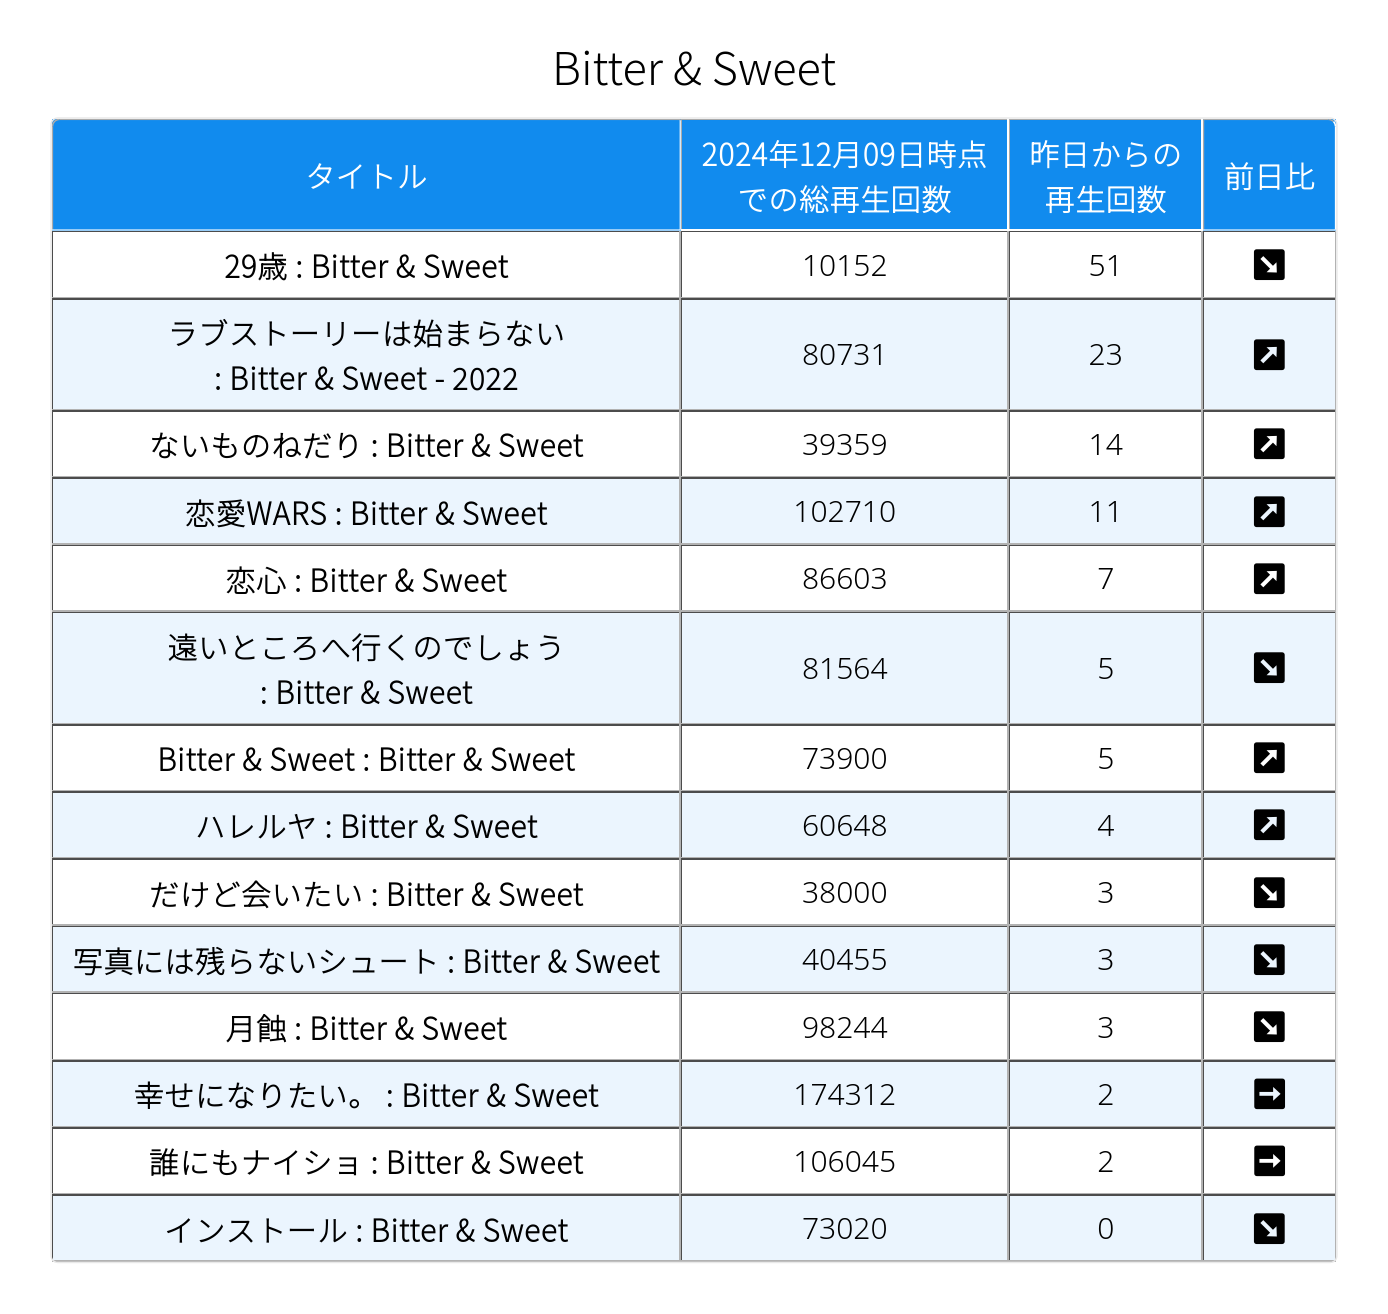 Bitter & Sweet
タイトル
2024年12月09日時点
での総再生回数
昨日からの
再生回数
前日比
29歳 : Bitter & Sweet
10152
51
ラブストーリーは始まらない
: Bitter & Sweet - 2022
80731
23
ないものねだり : Bitter & Sweet
39359
14
恋愛WARS : Bitter & Sweet
102710
11
恋心 : Bitter & Sweet
86603
7
遠いところへ行くのでしょう
: Bitter & Sweet
81564
5
Bitter & Sweet : Bitter & Sweet
73900
5
ハレルヤ : Bitter & Sweet
60648
4
だけど会いたい : Bitter & Sweet
38000
3
写真には残らないシュート : Bitter & Sweet
40455
3
月蝕 : Bitter & Sweet
98244
3
幸せになりたい。 : Bitter & Sweet
174312
2
誰にもナイショ : Bitter & Sweet
106045
2
インストール : Bitter & Sweet
73020
0